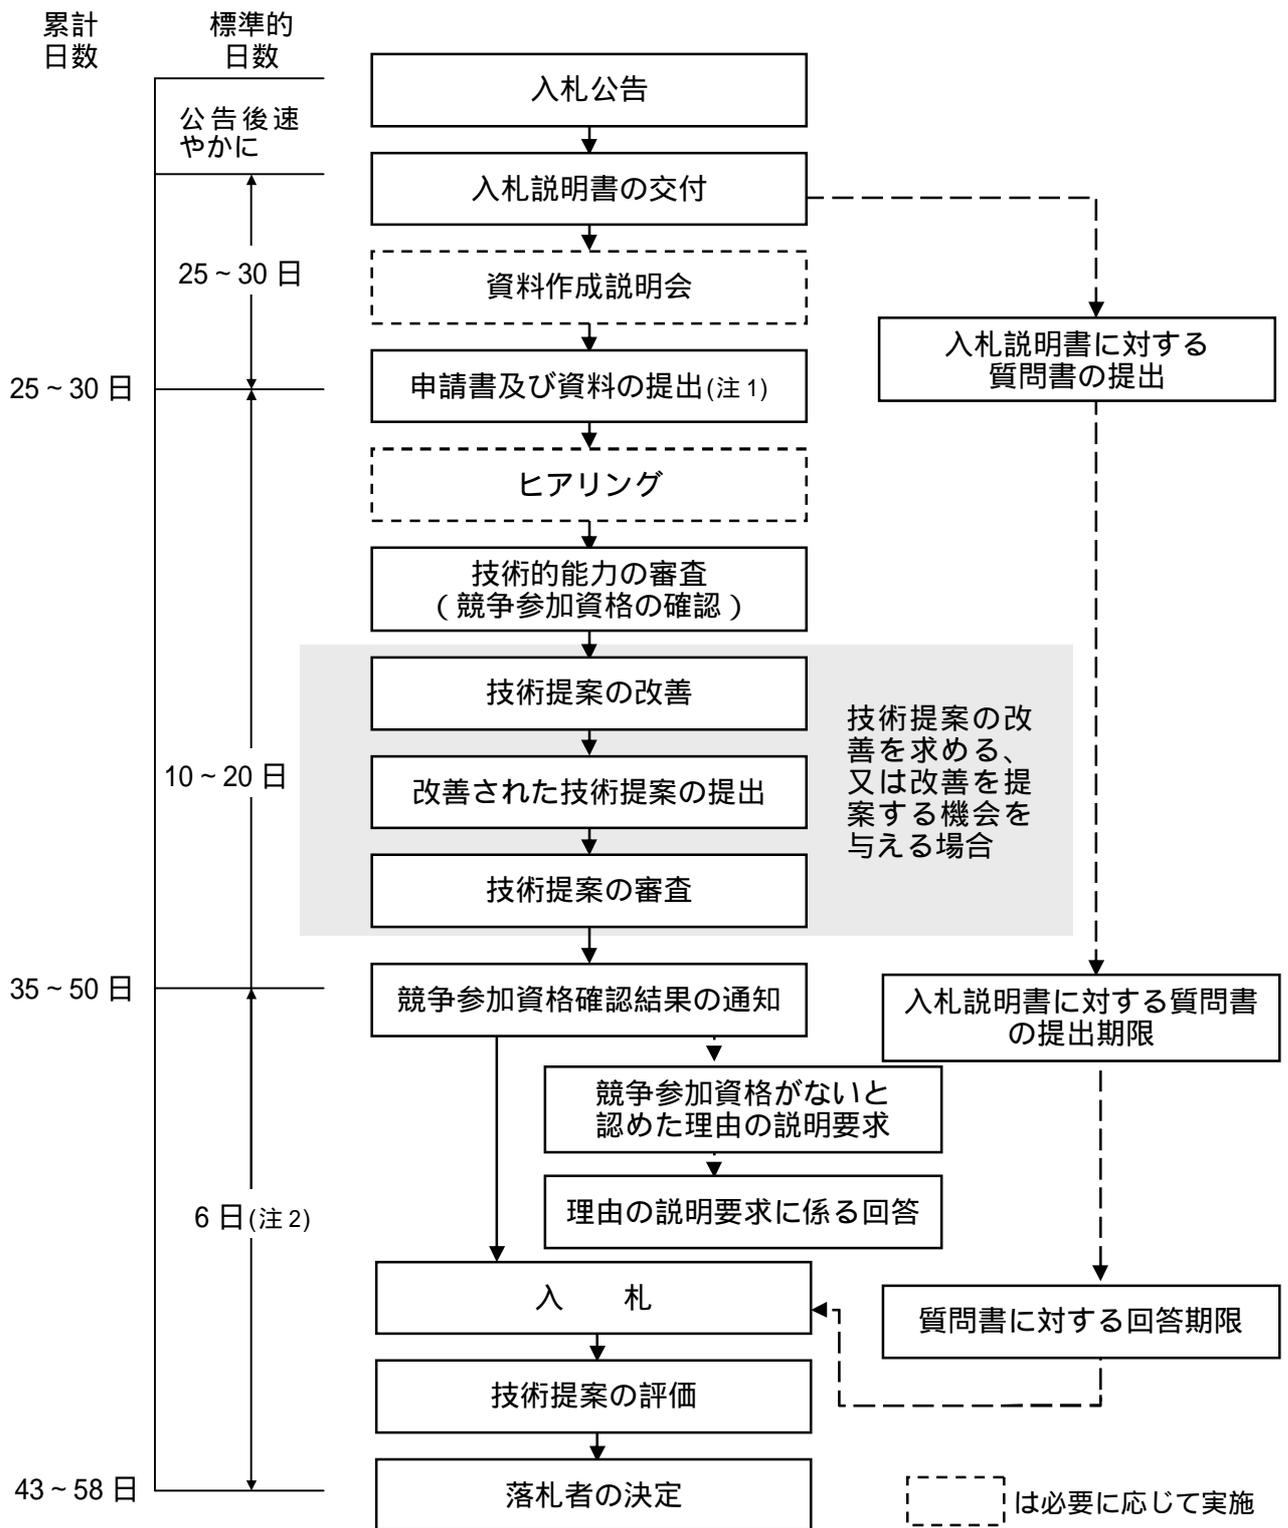 累計
日数
標準的
日数
入札公告
公告後速
やかに
入札説明書の交付
25~30 日
資料作成説明会
入札説明書に対する
質問書の提出
25~30 日
申請書及び資料の提出(注 1)
ヒアリング
技術的能力の審査
(競争参加資格の確認)
技術提案の改善
技術提案の改
善を求める、
又は改善を提
案する機会を
与える場合
10~20 日
改善された技術提案の提出
技術提案の審査
35~50 日
競争参加資格確認結果の通知
入札説明書に対する質問書
の提出期限
競争参加資格がないと
認めた理由の説明要求
6 日(注 2)
理由の説明要求に係る回答
入 札
質問書に対する回答期限
技術提案の評価
43~58 日
落札者の決定
は必要に応じて実施